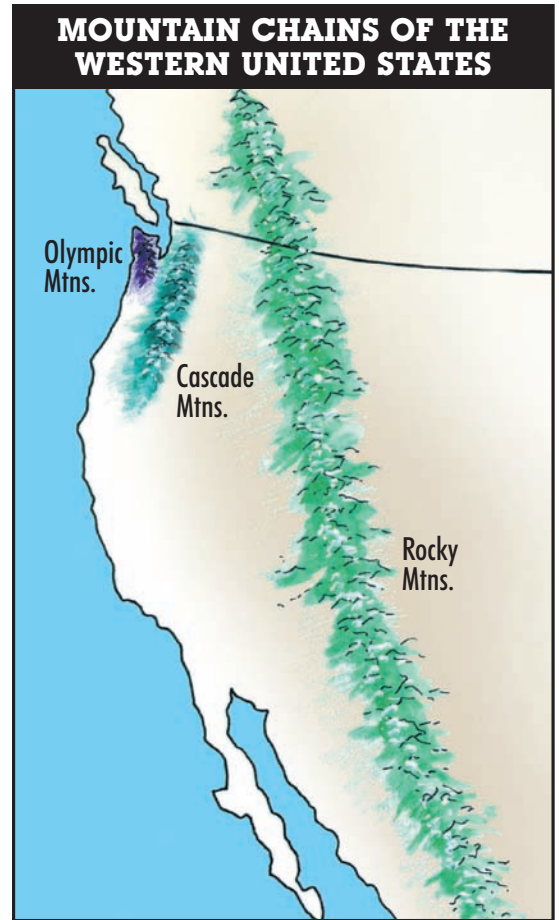 MOUNTAIN CHAINS OF THE
WESTERN UNITED STATES
Olympic
Mtns.
Cascade
Mtns.
Rocky
Mtns.